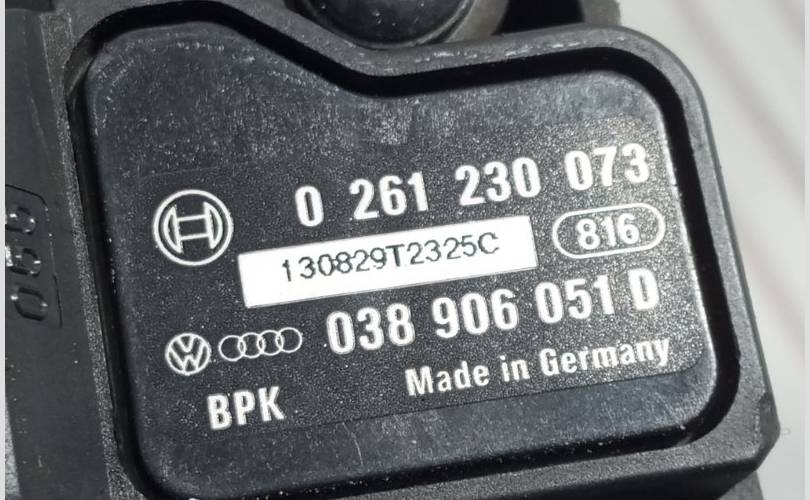 0 261 230 073
130829T2325C
816
038 906 051 D
Made in Germany
BPK